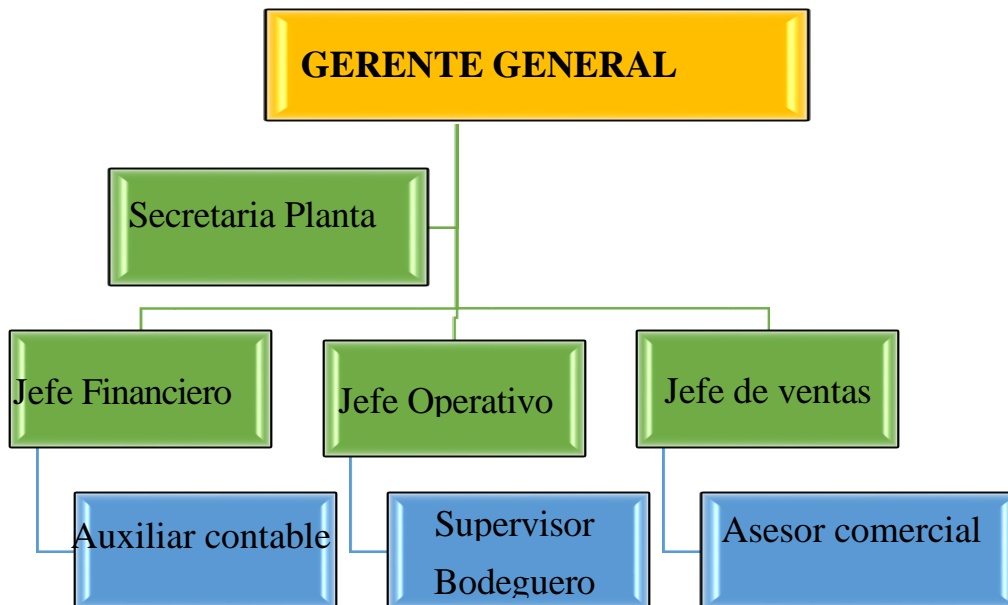 GERENTE GENERAL
Secretaria Planta
Jefe Financiero
Jefe Operativo
Jefe de ventas
Auxiliar contable
Supervisor
Bodeguero
Asesor comercial